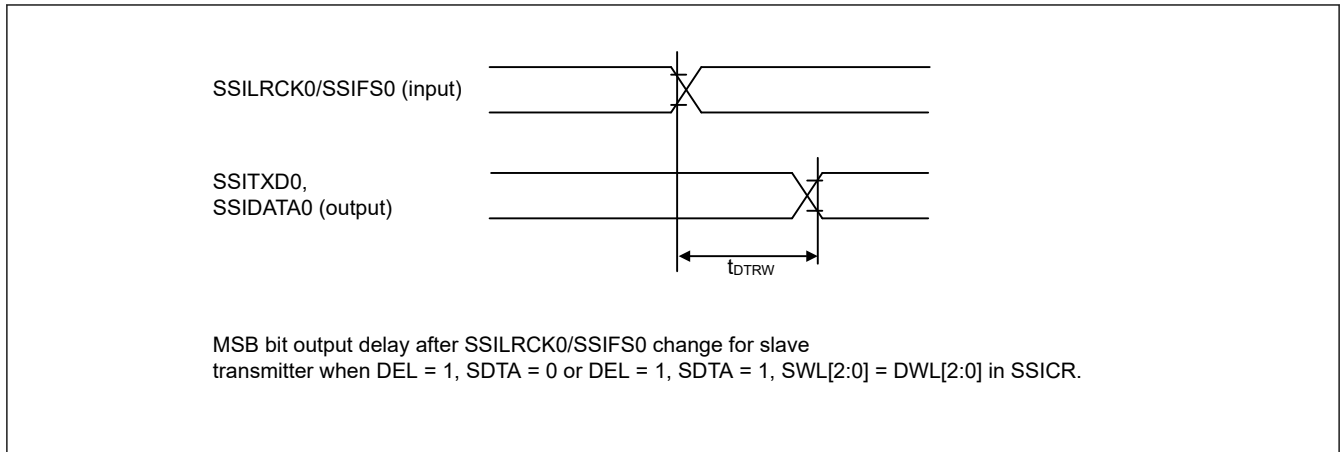 SSILRCK0/SSIFS0 (input)
SSITXD0,
SSIDATA0 (output)
tDTRW
MSB bit output delay after SSILRCK0/SSIFS0 change for slave
transmitter when DEL = 1, SDTA = 0 or DEL = 1, SDTA = 1, SWL[2:0] = DWL[2:0] in SSICR.